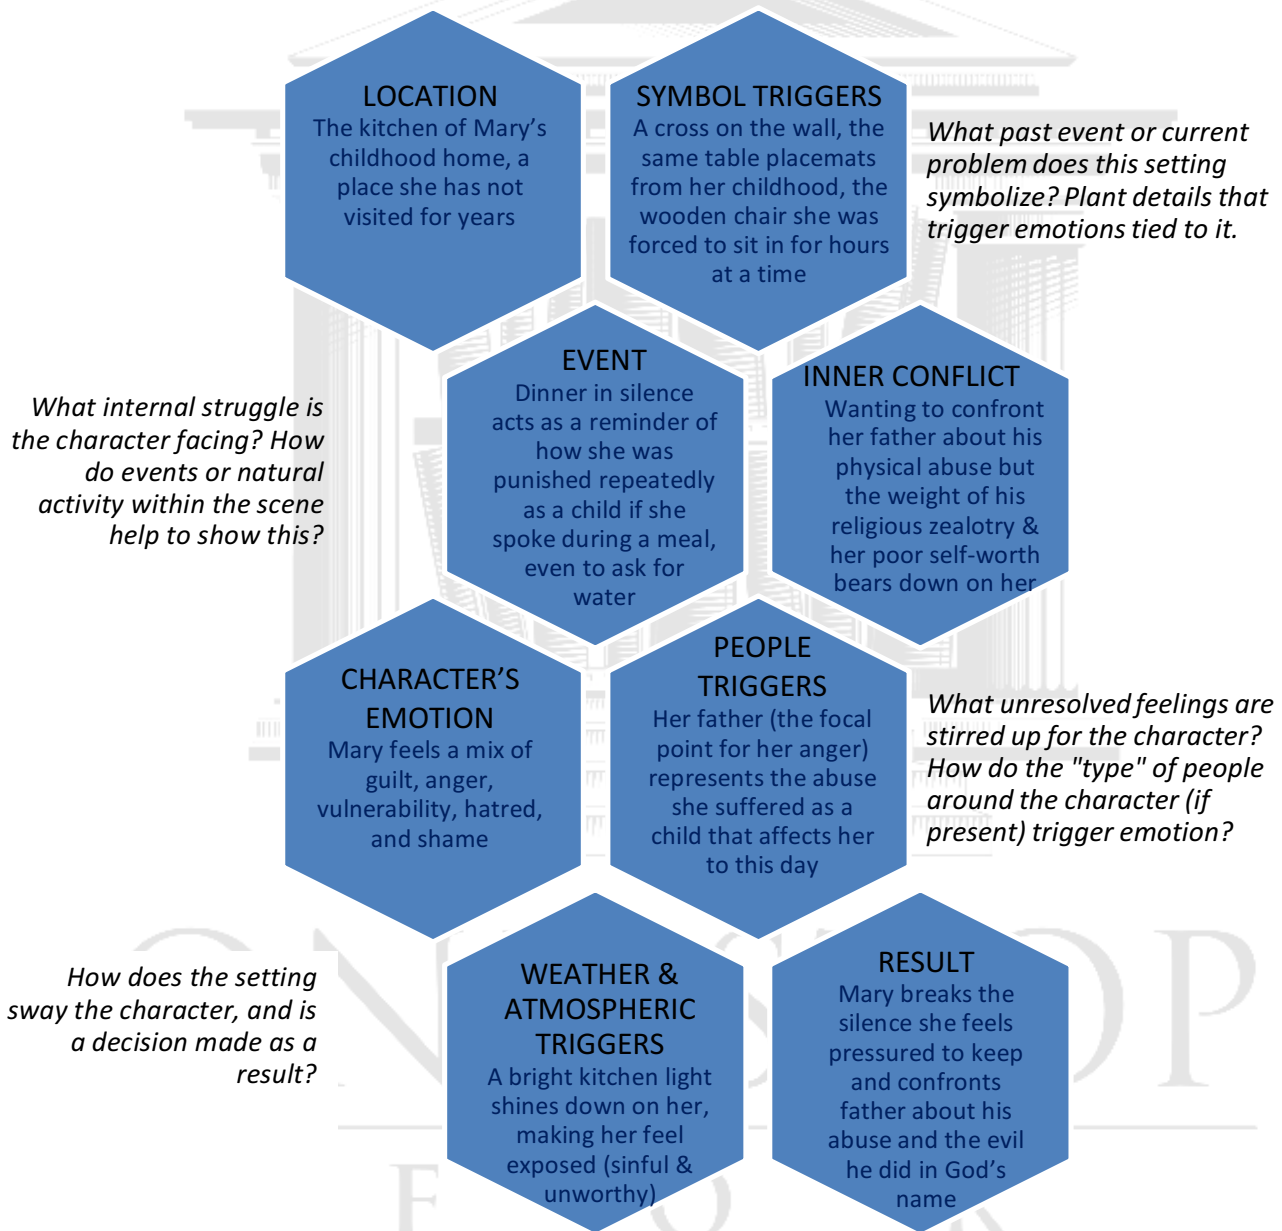 LOCATION
The kitchen of Mary’s
childhood home, a
place she has not
visited for years
SYMBOL TRIGGERS
A cross on the wall, the
same table placemats
from her childhood, the
wooden chair she was
forced to sit in for hours
at a time
What past event or current
problem does this setting
symbolize? Plant details that
trigger emotions tied to it.
What internal struggle is
the character facing? How
do events or natural
activity within the scene
help to show this?
EVENT
Dinner in silence
acts as a reminder of
how she was
punished repeatedly
as a child if she
spoke during a meal,
even to ask for
water
INNER CONFLICT
Wanting to confront
her father about his
physical abuse but
the weight of his
religious zealotry &
her poor self-worth
bears down on her
CHARACTER’S
EMOTION
Mary feels a mix of
guilt, anger,
vulnerability, hatred,
and shame
PEOPLE
TRIGGERS
Her father (the focal
point for her anger)
represents the abuse
she suffered as a
child that affects her
to this day
What unresolved feelings are
stirred up for the character?
How do the "type" of people
around the character (if
present) trigger emotion?
How does the setting
sway the character, and is
a decision made as a
result?
WEATHER &
ATMOSPHERIC
TRIGGERS
A bright kitchen light
shines down on her,
making her feel
exposed (sinful &
unworthy)
RESULT
Mary breaks the
silence she feels
pressured to keep
and confronts
father about his
abuse and the evil
he did in God’s
name